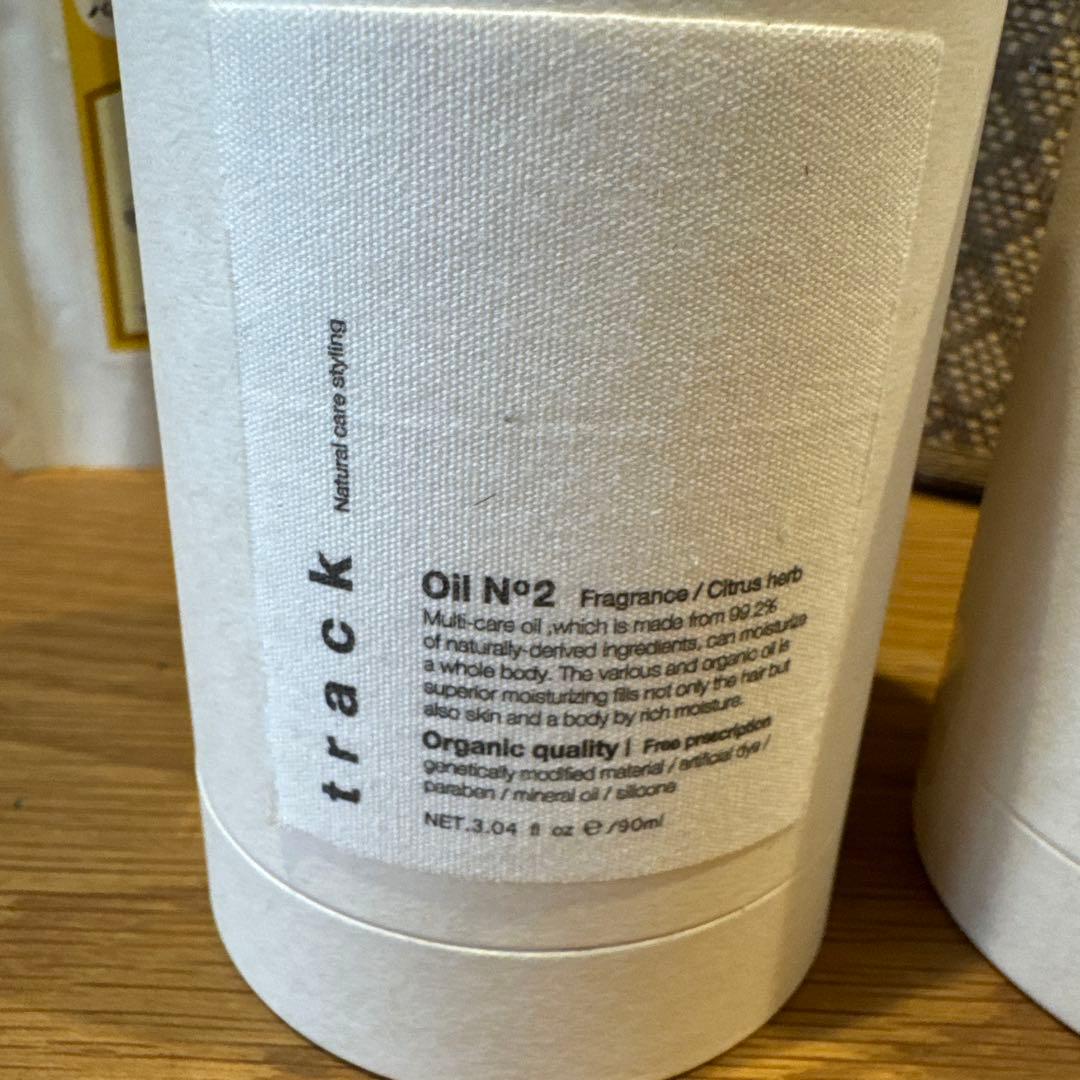 track Natural care styling
Oil Nº2 Fragrance / Citrus herb
Multi-care oil ,which is made from 99.2%
of naturally-derived ingredients, can moisturize
a whole body. The various and organic oil is
superior moisturizing fills not only the hair but
also skin and a body by rich moisture.
Organic quality | Free prescription
genetically modified material / artificial dye /
paraben / mineral oil / silicone
NET.3.04 fl oz ℮/90ml